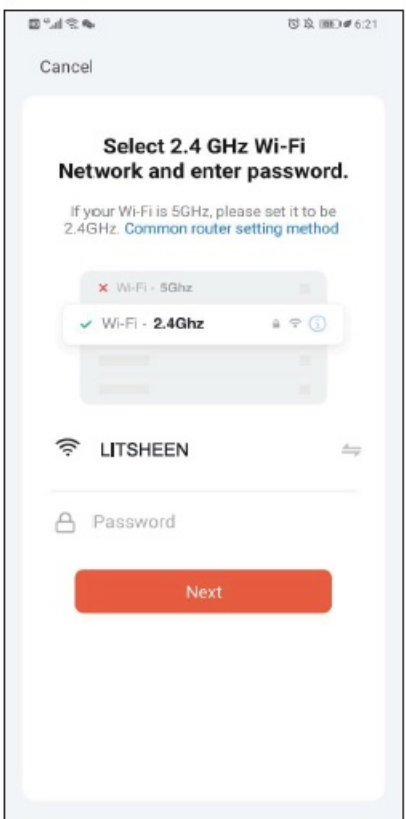 6:21
Cancel
Select 2.4 GHz Wi-Fi
Network and enter password.
If your Wi-Fi is 5GHz, please set it to be
2.4GHz. Common router setting method
Wi-Fi - 5Ghz
Wi-Fi - 2.4Ghz
LITSHEEN
Password
Next